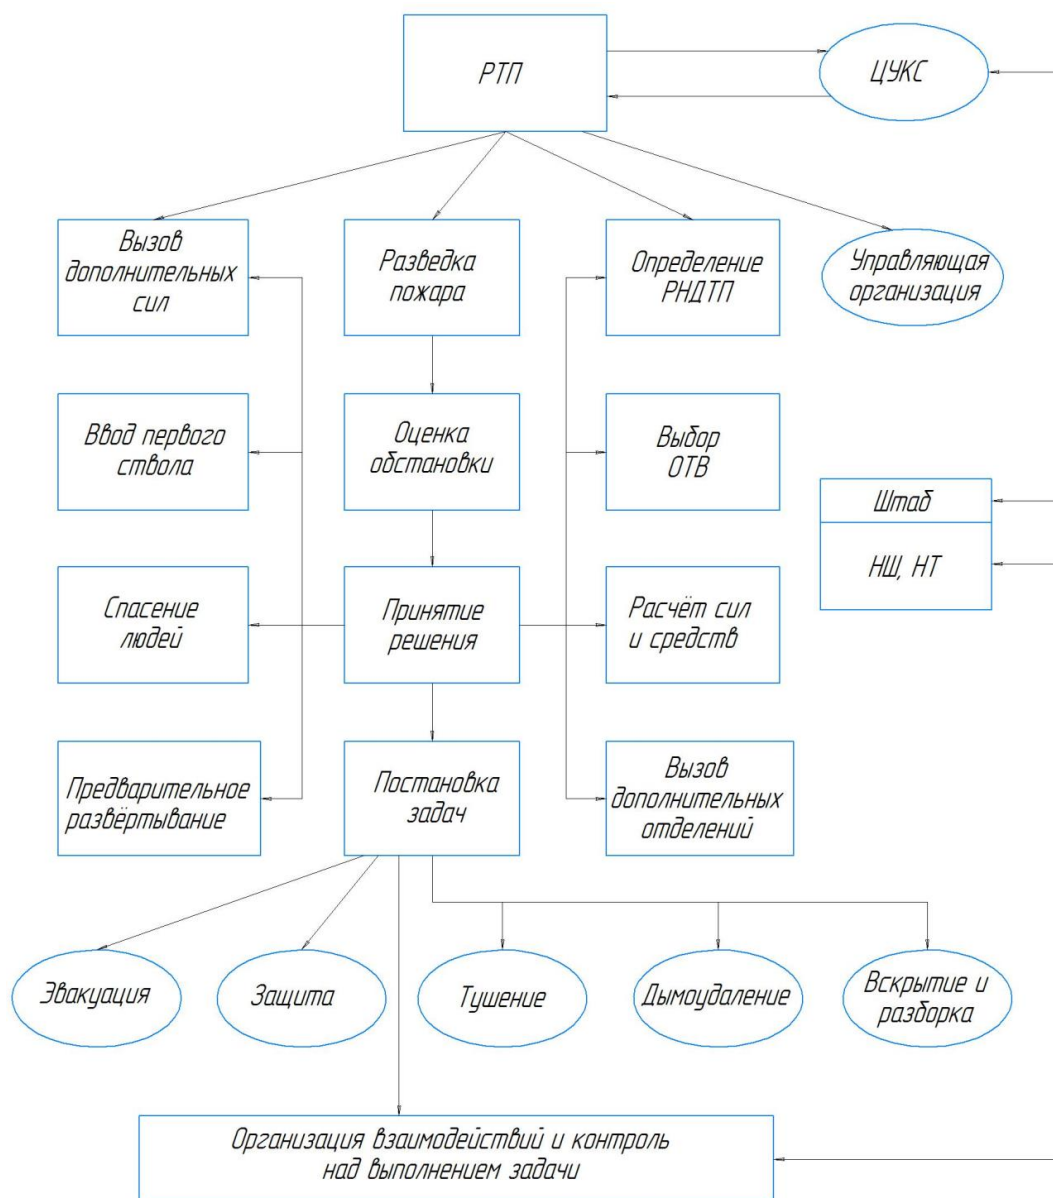 РТП
ЦУКС
Вызов
дополнительных
сил
Разведка
пожара
Определение
РНДТП
Управляющая
организация
Ввод первого
ствола
Оценка
обстановки
Выбор
ОТВ
Штаб
НШ, НТ
Спасение
людей
Принятие
решения
Расчёт сил
и средств
Предварительное
развёртывание
Постановка
задач
Вызов
дополнительных
отделений
Эвакуация
Защита
Тушение
Дымоудаление
Вскрытие и
разборка
Организация взаимодействий и контроль
над выполнением задачи